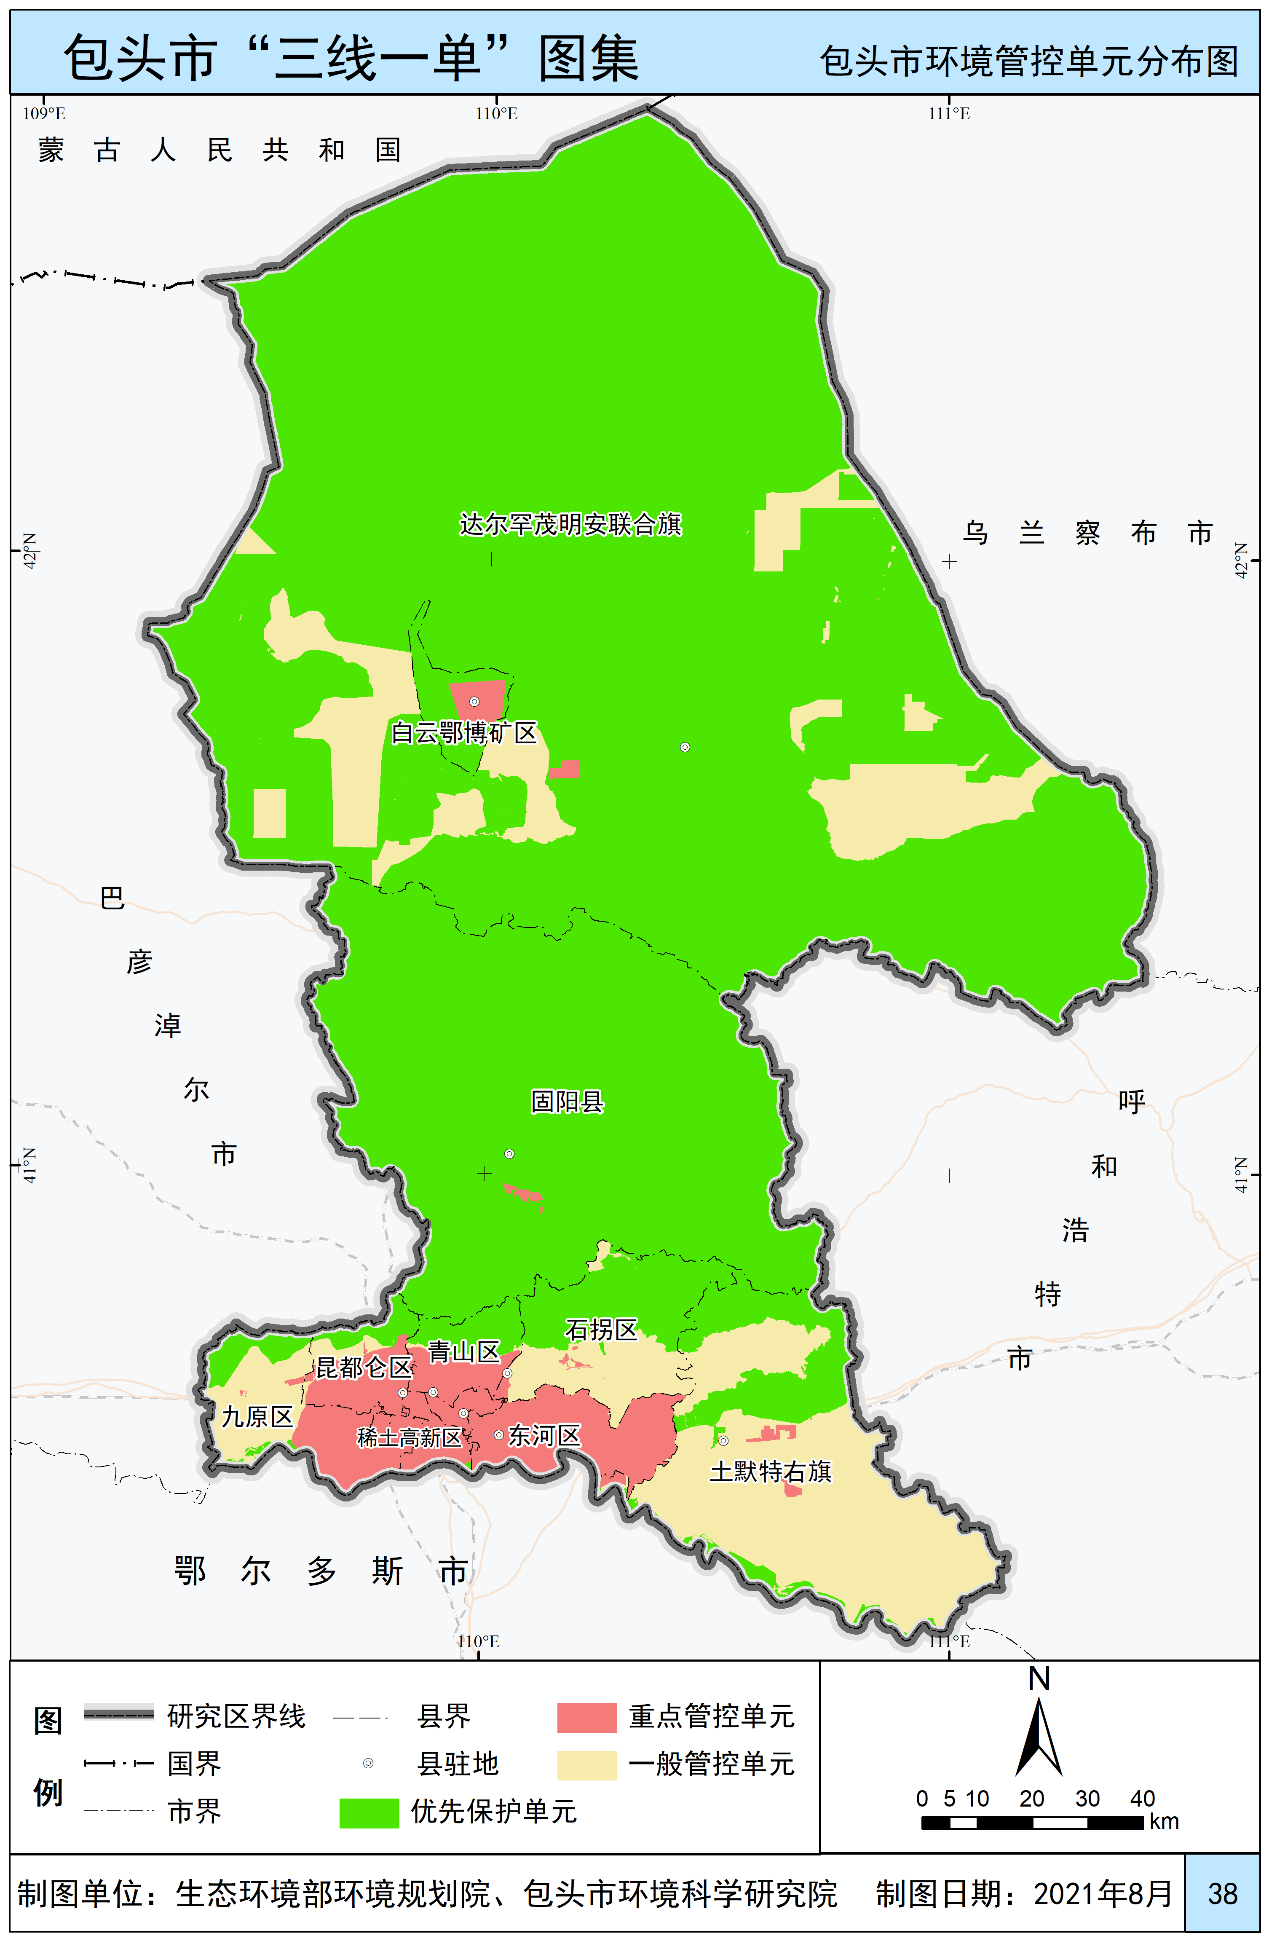 包头市“三线一单”图集
包头市环境管控单元分布图
109°E
110°E
111°E
蒙古人民共和国
达尔罕茂明安联合旗
乌兰察布市
42°N
42°N
白云鄂博矿区
巴彦淖尔市
固阳县
呼和浩特市
41°N
41°N
石拐区
青山区
昆都仑区
九原区
稀土高新区
东河区
土默特右旗
鄂尔多斯市
110°E
111°E
图例
研究区界线
县界
重点管控单元
国界
县驻地
一般管控单元
市界
优先保护单元
N
0 5 10 20 30 40
km
制图单位：生态环境部环境规划院、包头市环境科学研究院
制图日期：2021年8月
38